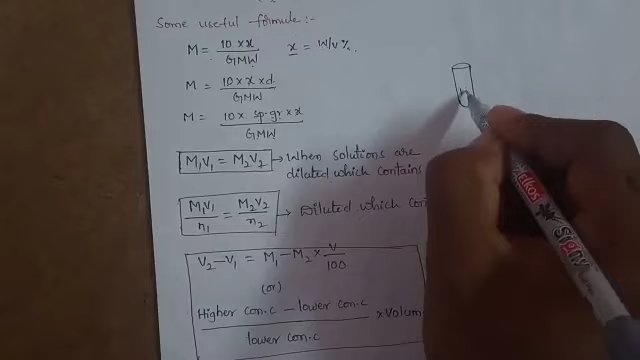 Some useful formule:-
M = 10 × x / GMW x = W/V %.
M = 10 × x × d / GMW
M = 10 × sp.gr × x / GMW
M₁V₁ = M₂V₂ → When solutions are
diluted which contains
M₁V₁ / n₁ = M₂V₂ / n₂ → Diluted which con
V₂ – V₁ = M₁ – M₂ × V / 100
(or)
Higher con.c – lower con.c / lower con.c × Volum